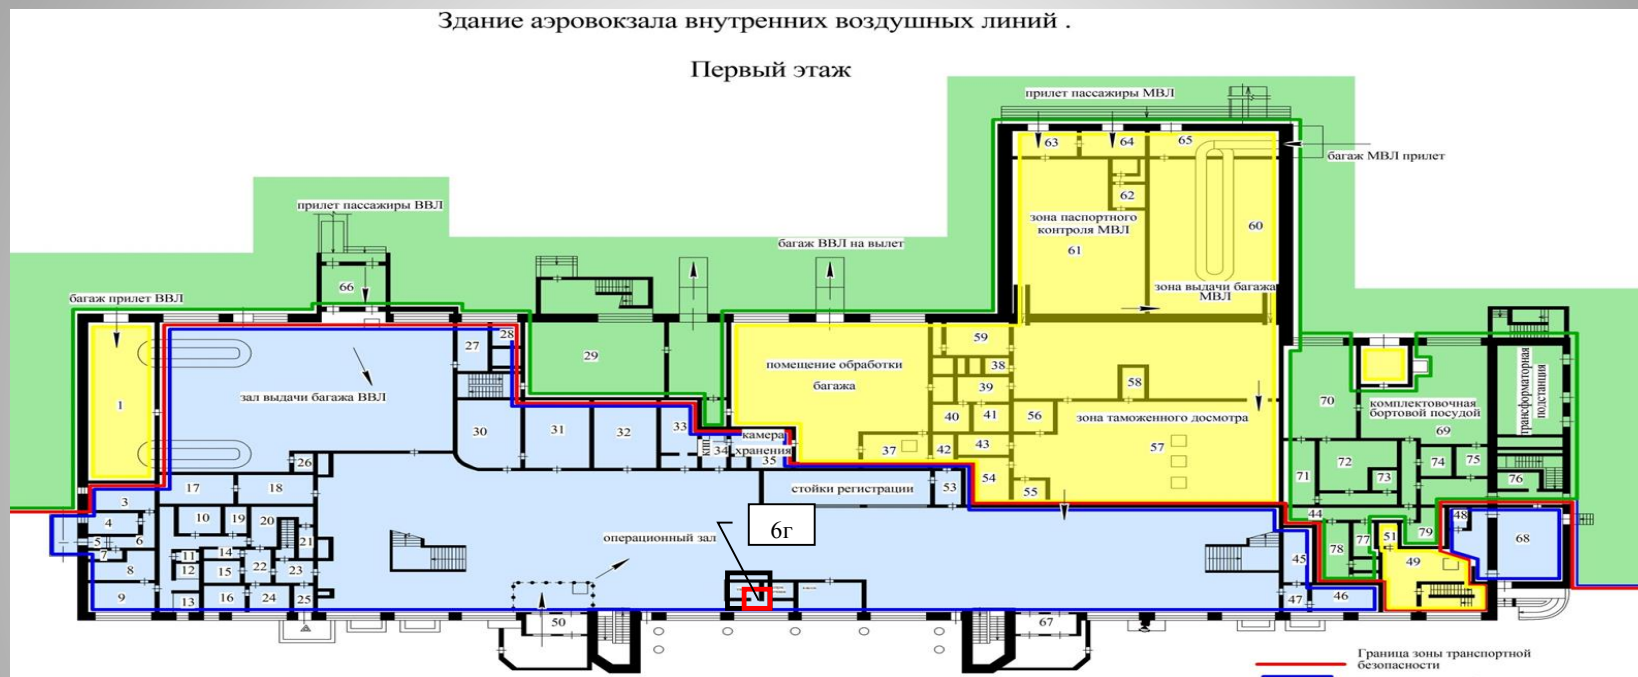 Здание аэровокзала внутренних воздушных линий .
Первый этаж
прилет пассажиры МВЛ
63
64
65
багаж МВЛ прилет
62
зона паспортного
контроля МВЛ
61
60
прилет пассажиры ВВЛ
багаж ВВЛ на вылет
66
зона выдачи багажа
МВЛ
багаж прилет ВВЛ
27
28
29
59
помещение обработки
багажа
38
39
58
1
зал выдачи багажа ВВЛ
40
41
56
зона таможенного досмотра
70
комплектовочная
бортовой посудой
69
трансформаторная
подстанция
30
31
32
33
КПП
34
камера
хранения
35
37
42
43
57
26
54
55
71
72
73
74
75
76
3
17
18
стойки регистрации
53
4
10
19
20
44
48
5
6
7
14
21
операционный зал
6г
79
68
8
11
12
15
22
23
45
78
77
51
49
9
13
16
24
25
47
46
50
67
Граница зоны транспортной
безопасности